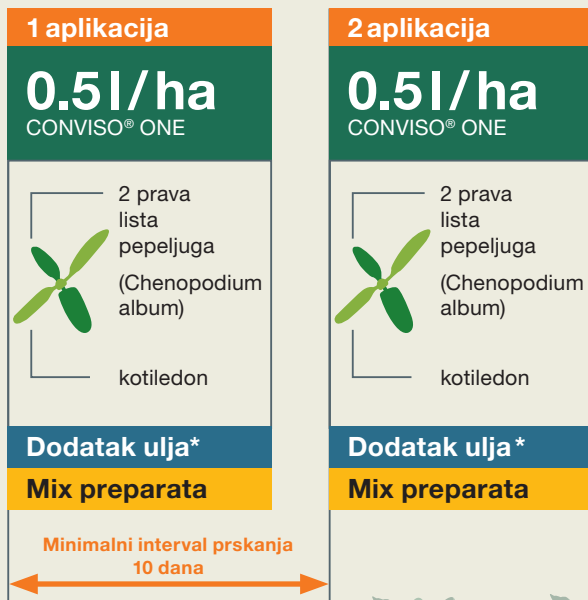 1 aplikacija
0.5 l/ha
CONVISO® ONE
2 prava
lista
pepeljuga
(Chenopodium
album)
kotiledon
Dodatak ulja*
Mix preparata
2 aplikacija
0.5 l/ha
CONVISO® ONE
2 prava
lista
pepeljuga
(Chenopodium
album)
kotiledon
Dodatak ulja*
Mix preparata
Minimalni interval prskanja
10 dana